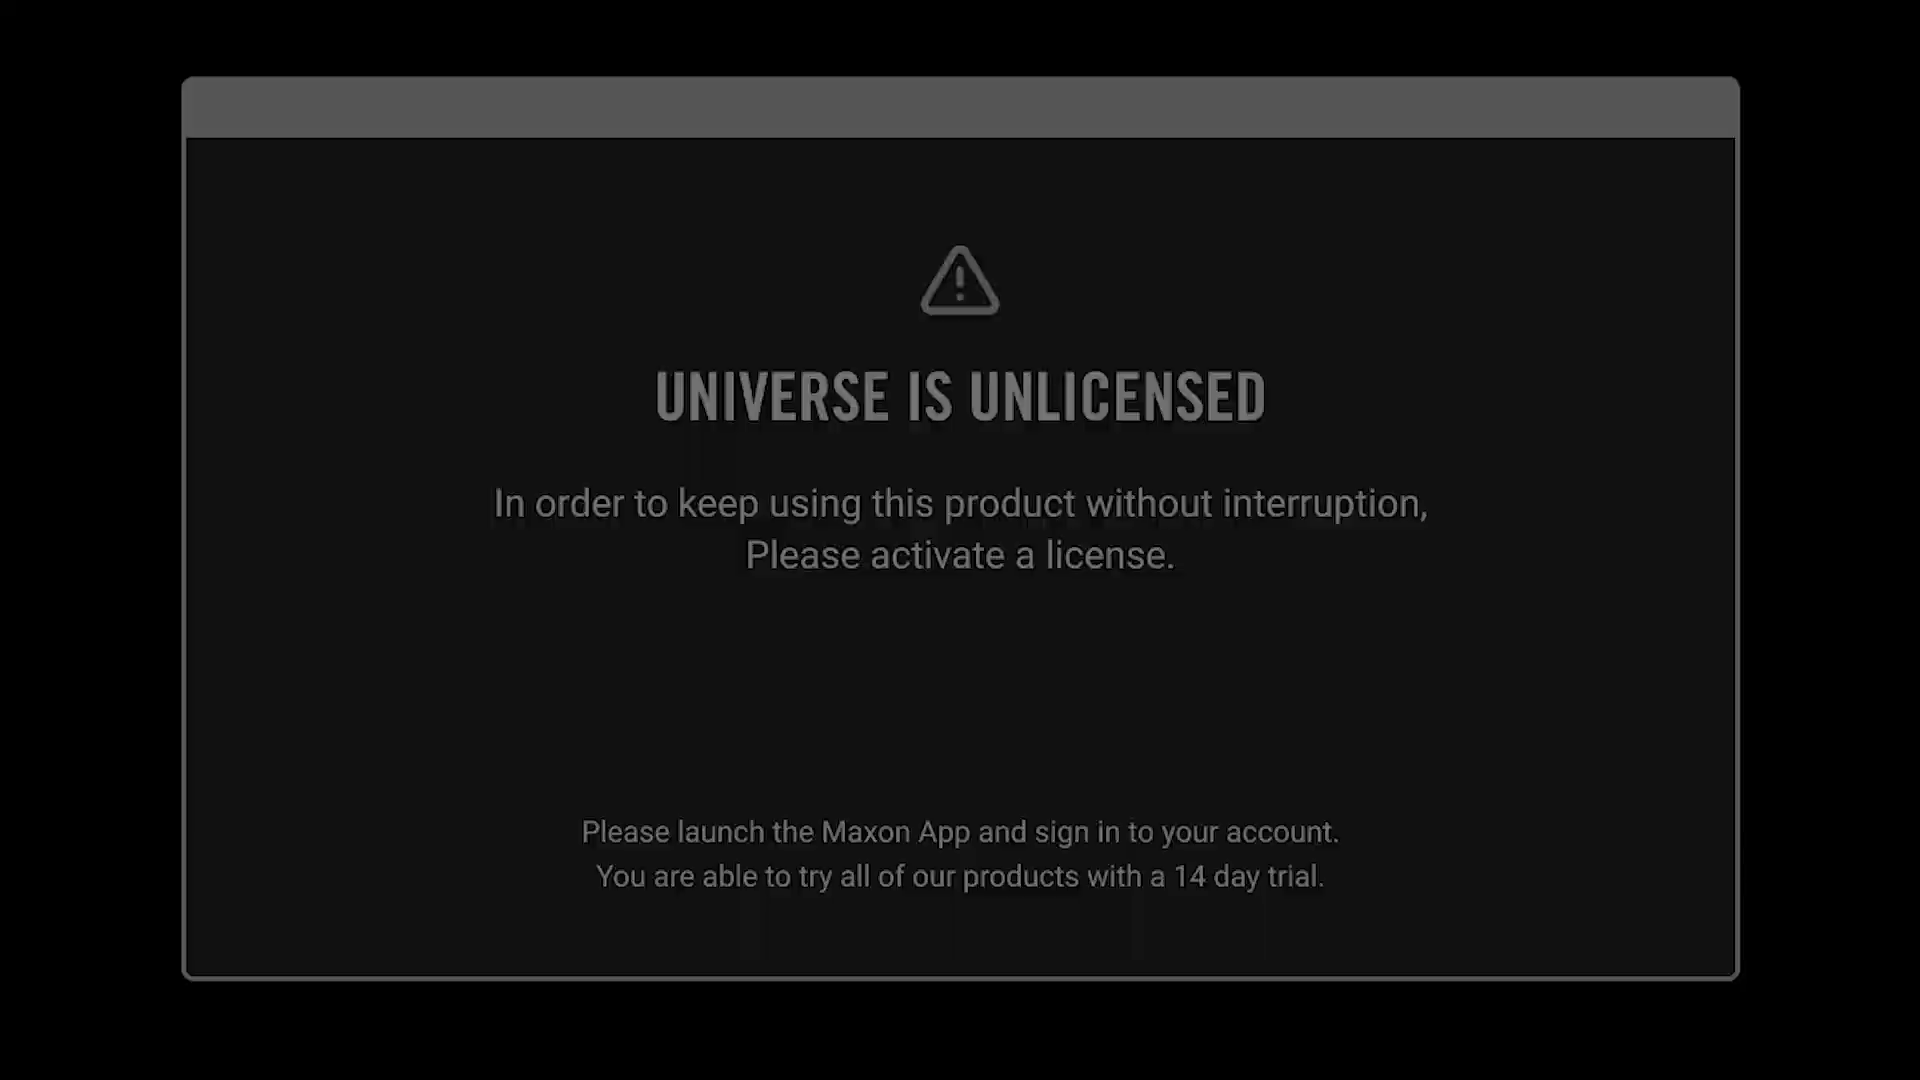 UNIVERSE IS UNLICENSED
In order to keep using this product without interruption,
Please activate a license.
Please launch the Maxon App and sign in to your account.
You are able to try all of our products with a 14 day trial.